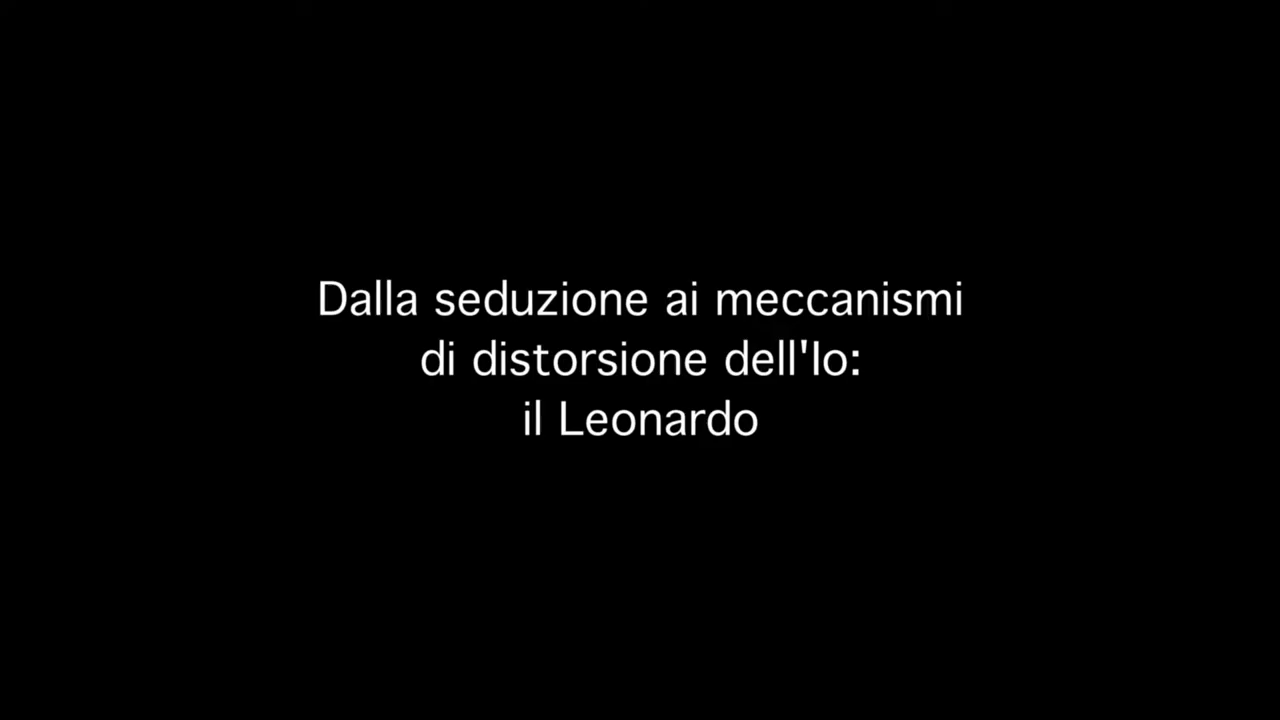 Dalla seduzione ai meccanismi
di distorsione dell'Io:
il Leonardo